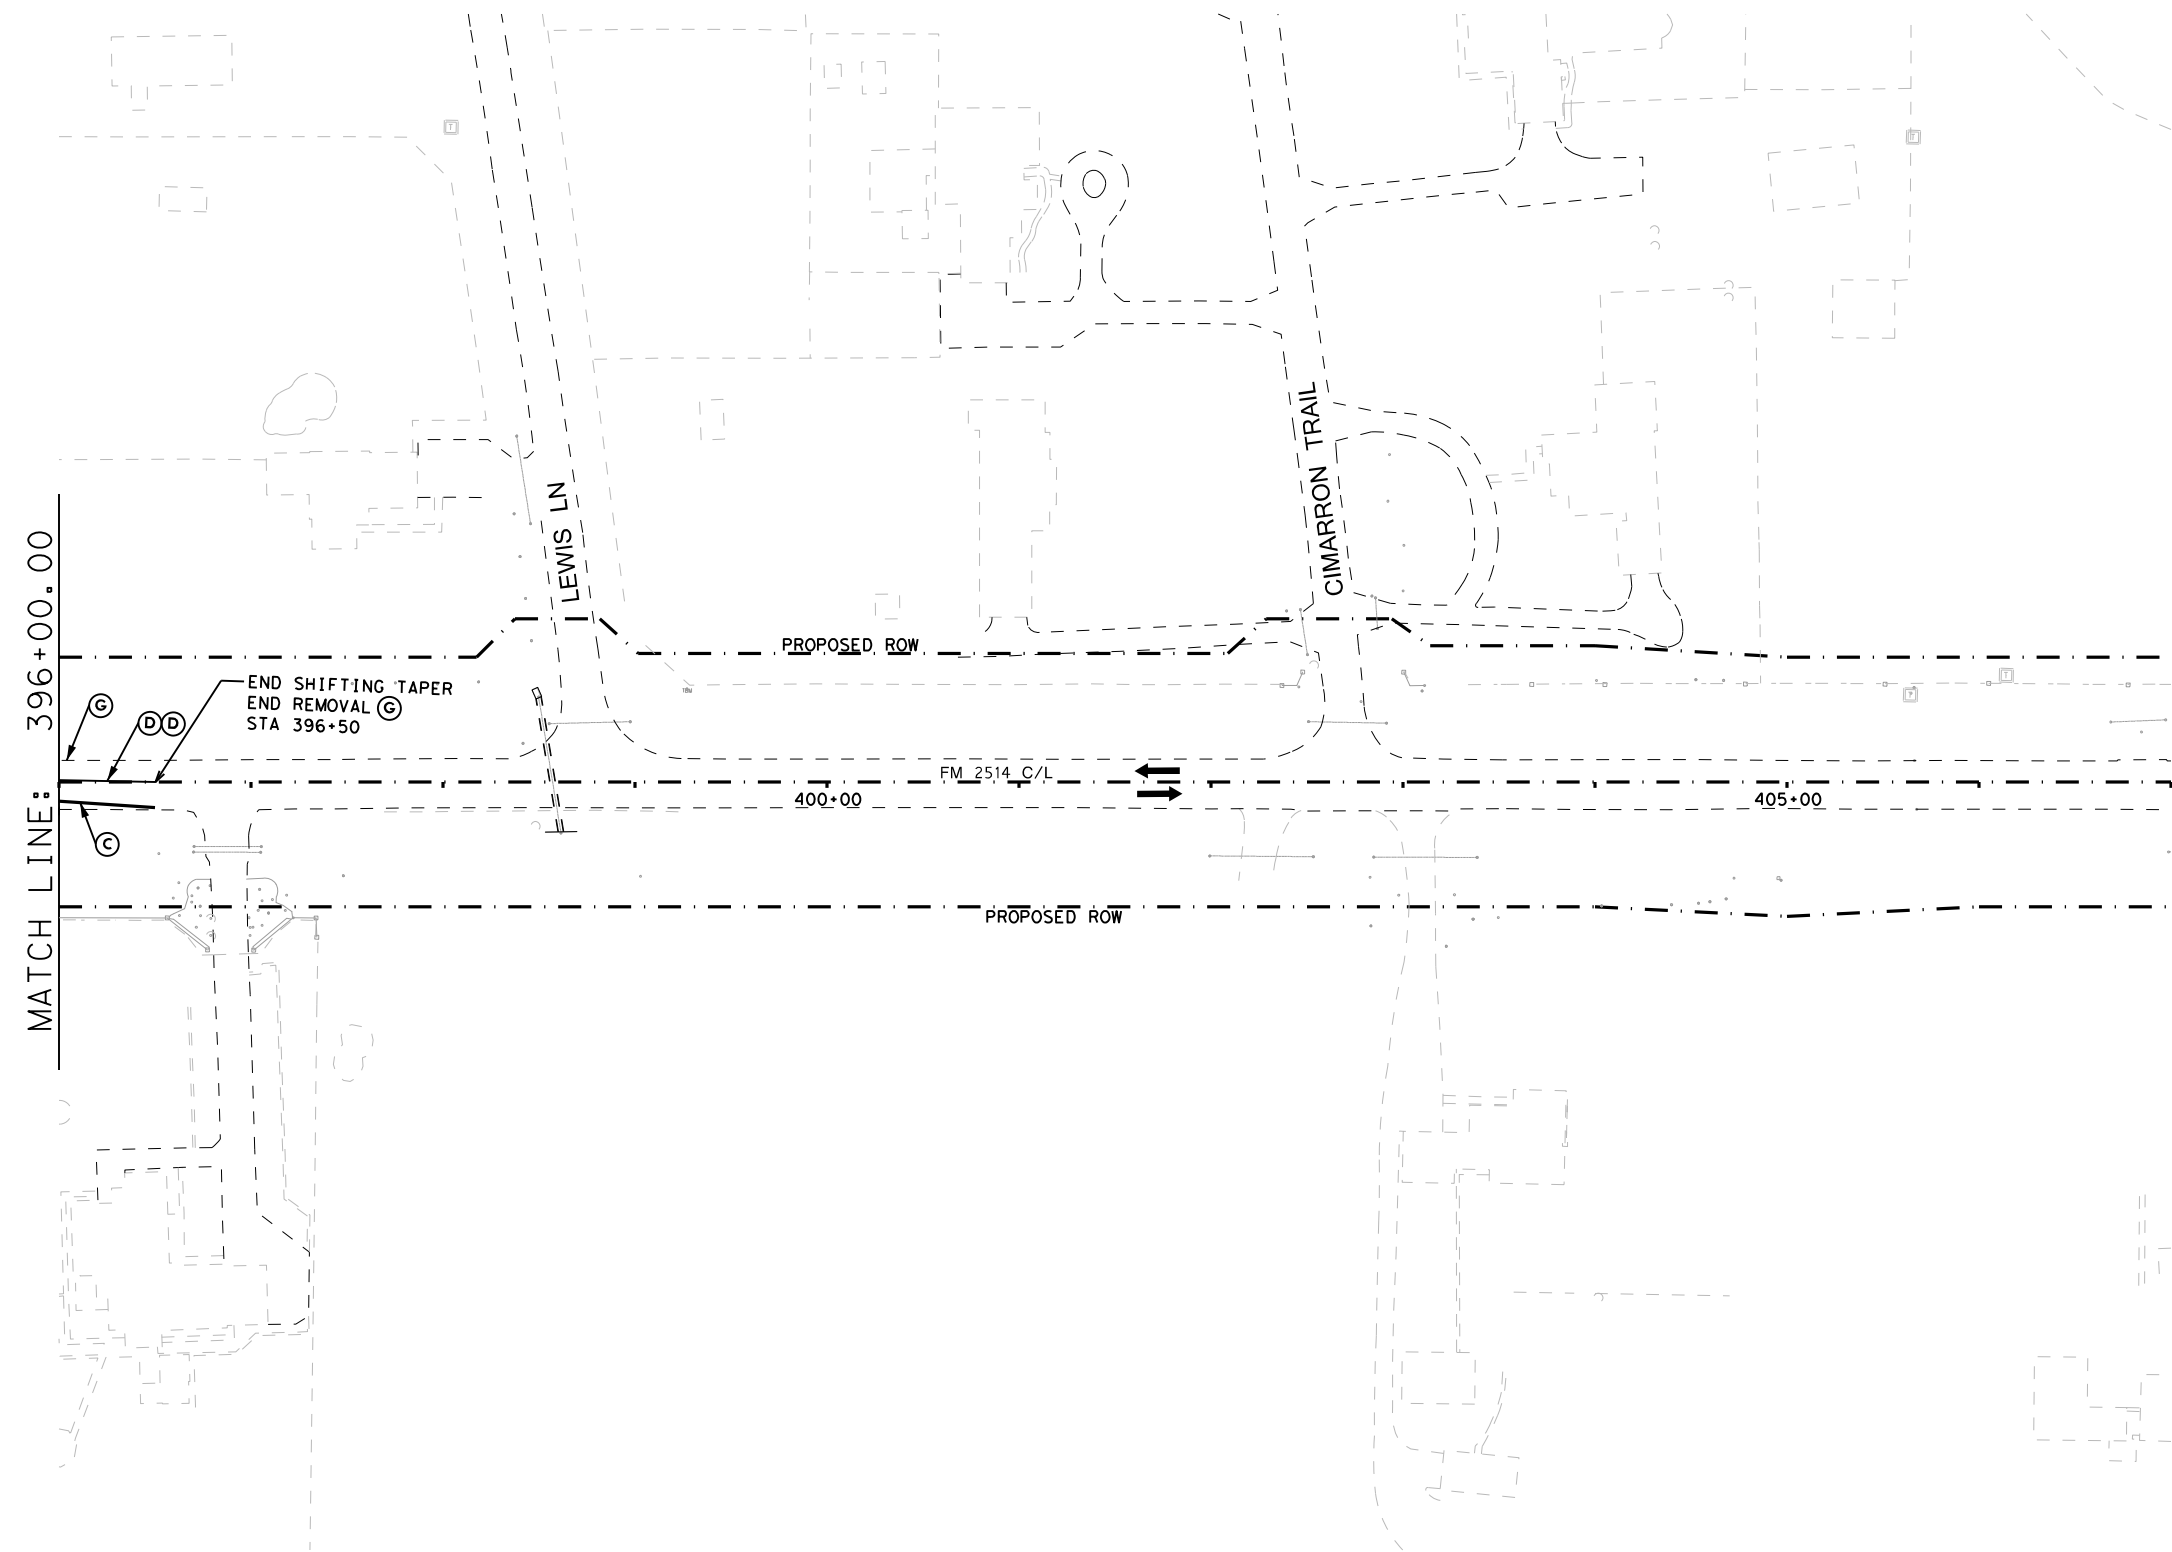 MATCH LINE: 396+00.00
LEWIS LN
CIMARRON TRAIL
PROPOSED ROW
END SHIFTING TAPER
END REMOVAL G
STA 396+50
G
D D
C
FM 2514 C/L
400+00
405+00
PROPOSED ROW
T
T
T